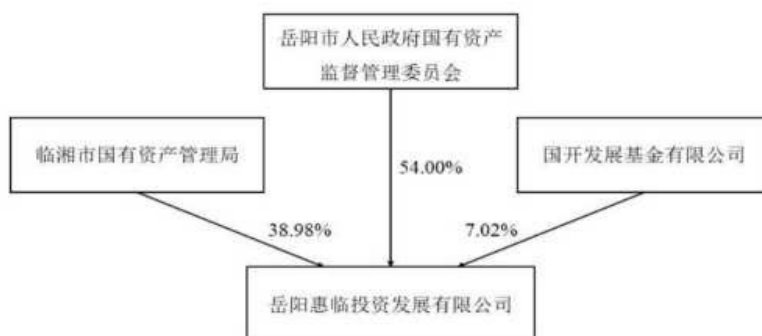 岳阳市人民政府国有资产
监督管理委员会
临湘市国有资产管理局
国开发展基金有限公司
54.00%
38.98%
7.02%
岳阳惠临投资发展有限公司